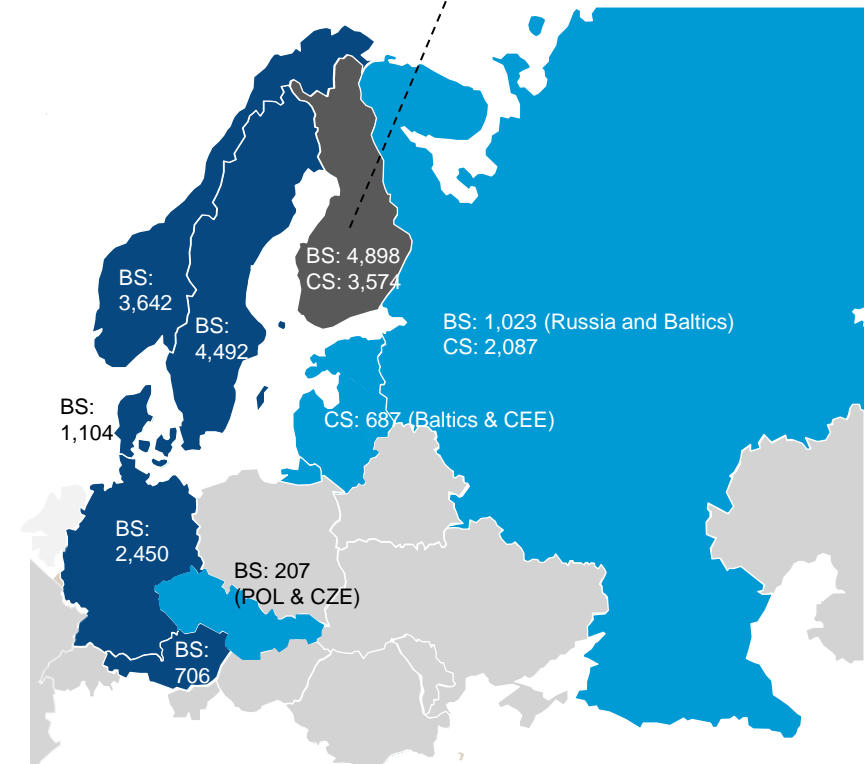 BS: 4,898
CS: 3,574
BS:
3,642
BS:
4,492
BS: 1,023 (Russia and Baltics)
CS: 2,087
BS:
1,104
CS: 687 (Baltics & CEE)
BS:
2,450
BS: 207
(POL & CZE)
BS:
706